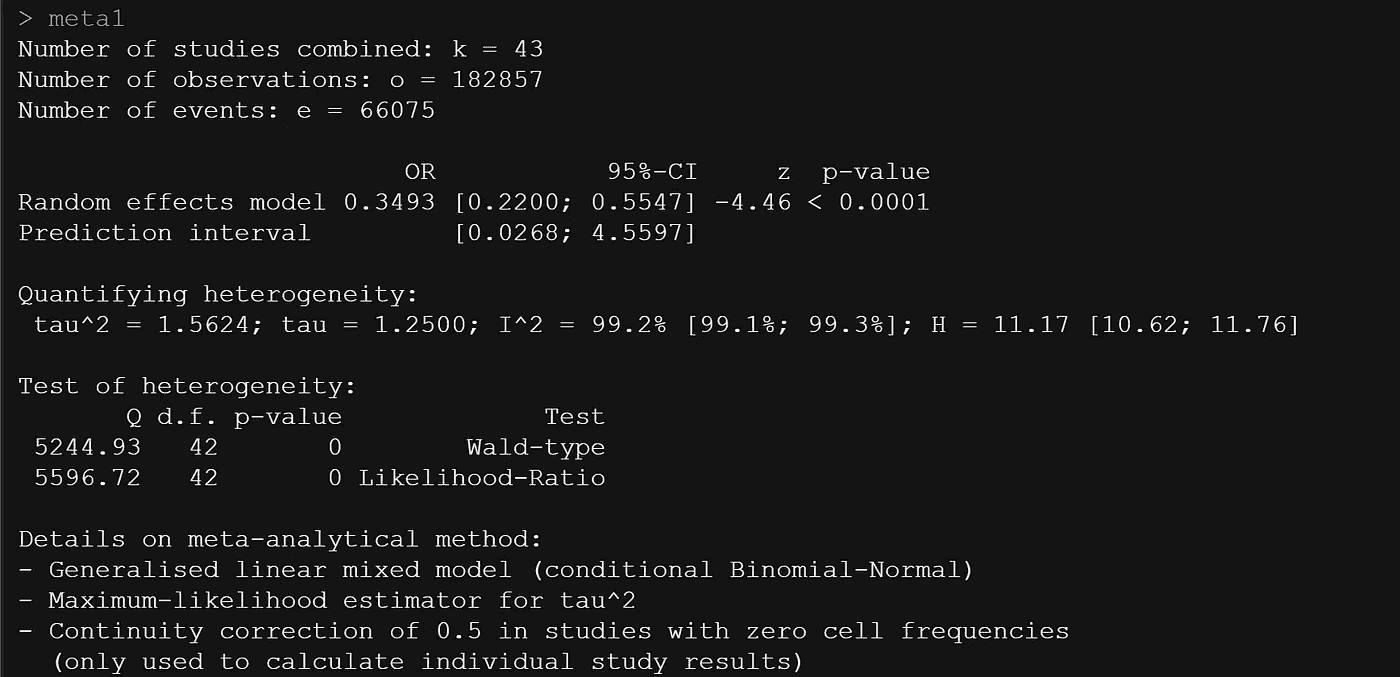 > meta1
Number of studies combined: k = 43
Number of observations: o = 182857
Number of events: e = 66075
OR 95%-CI z p-value
Random effects model 0.3493 [0.2200; 0.5547] -4.46 < 0.0001
Prediction interval [0.0268; 4.5597]
Quantifying heterogeneity:
tau^2 = 1.5624; tau = 1.2500; I^2 = 99.2% [99.1%; 99.3%]; H = 11.17 [10.62; 11.76]
Test of heterogeneity:
Q d.f. p-value Test
5244.93 42 0 Wald-type
5596.72 42 0 Likelihood-Ratio
Details on meta-analytical method:
- Generalised linear mixed model (conditional Binomial-Normal)
- Maximum-likelihood estimator for tau^2
- Continuity correction of 0.5 in studies with zero cell frequencies
(only used to calculate individual study results)